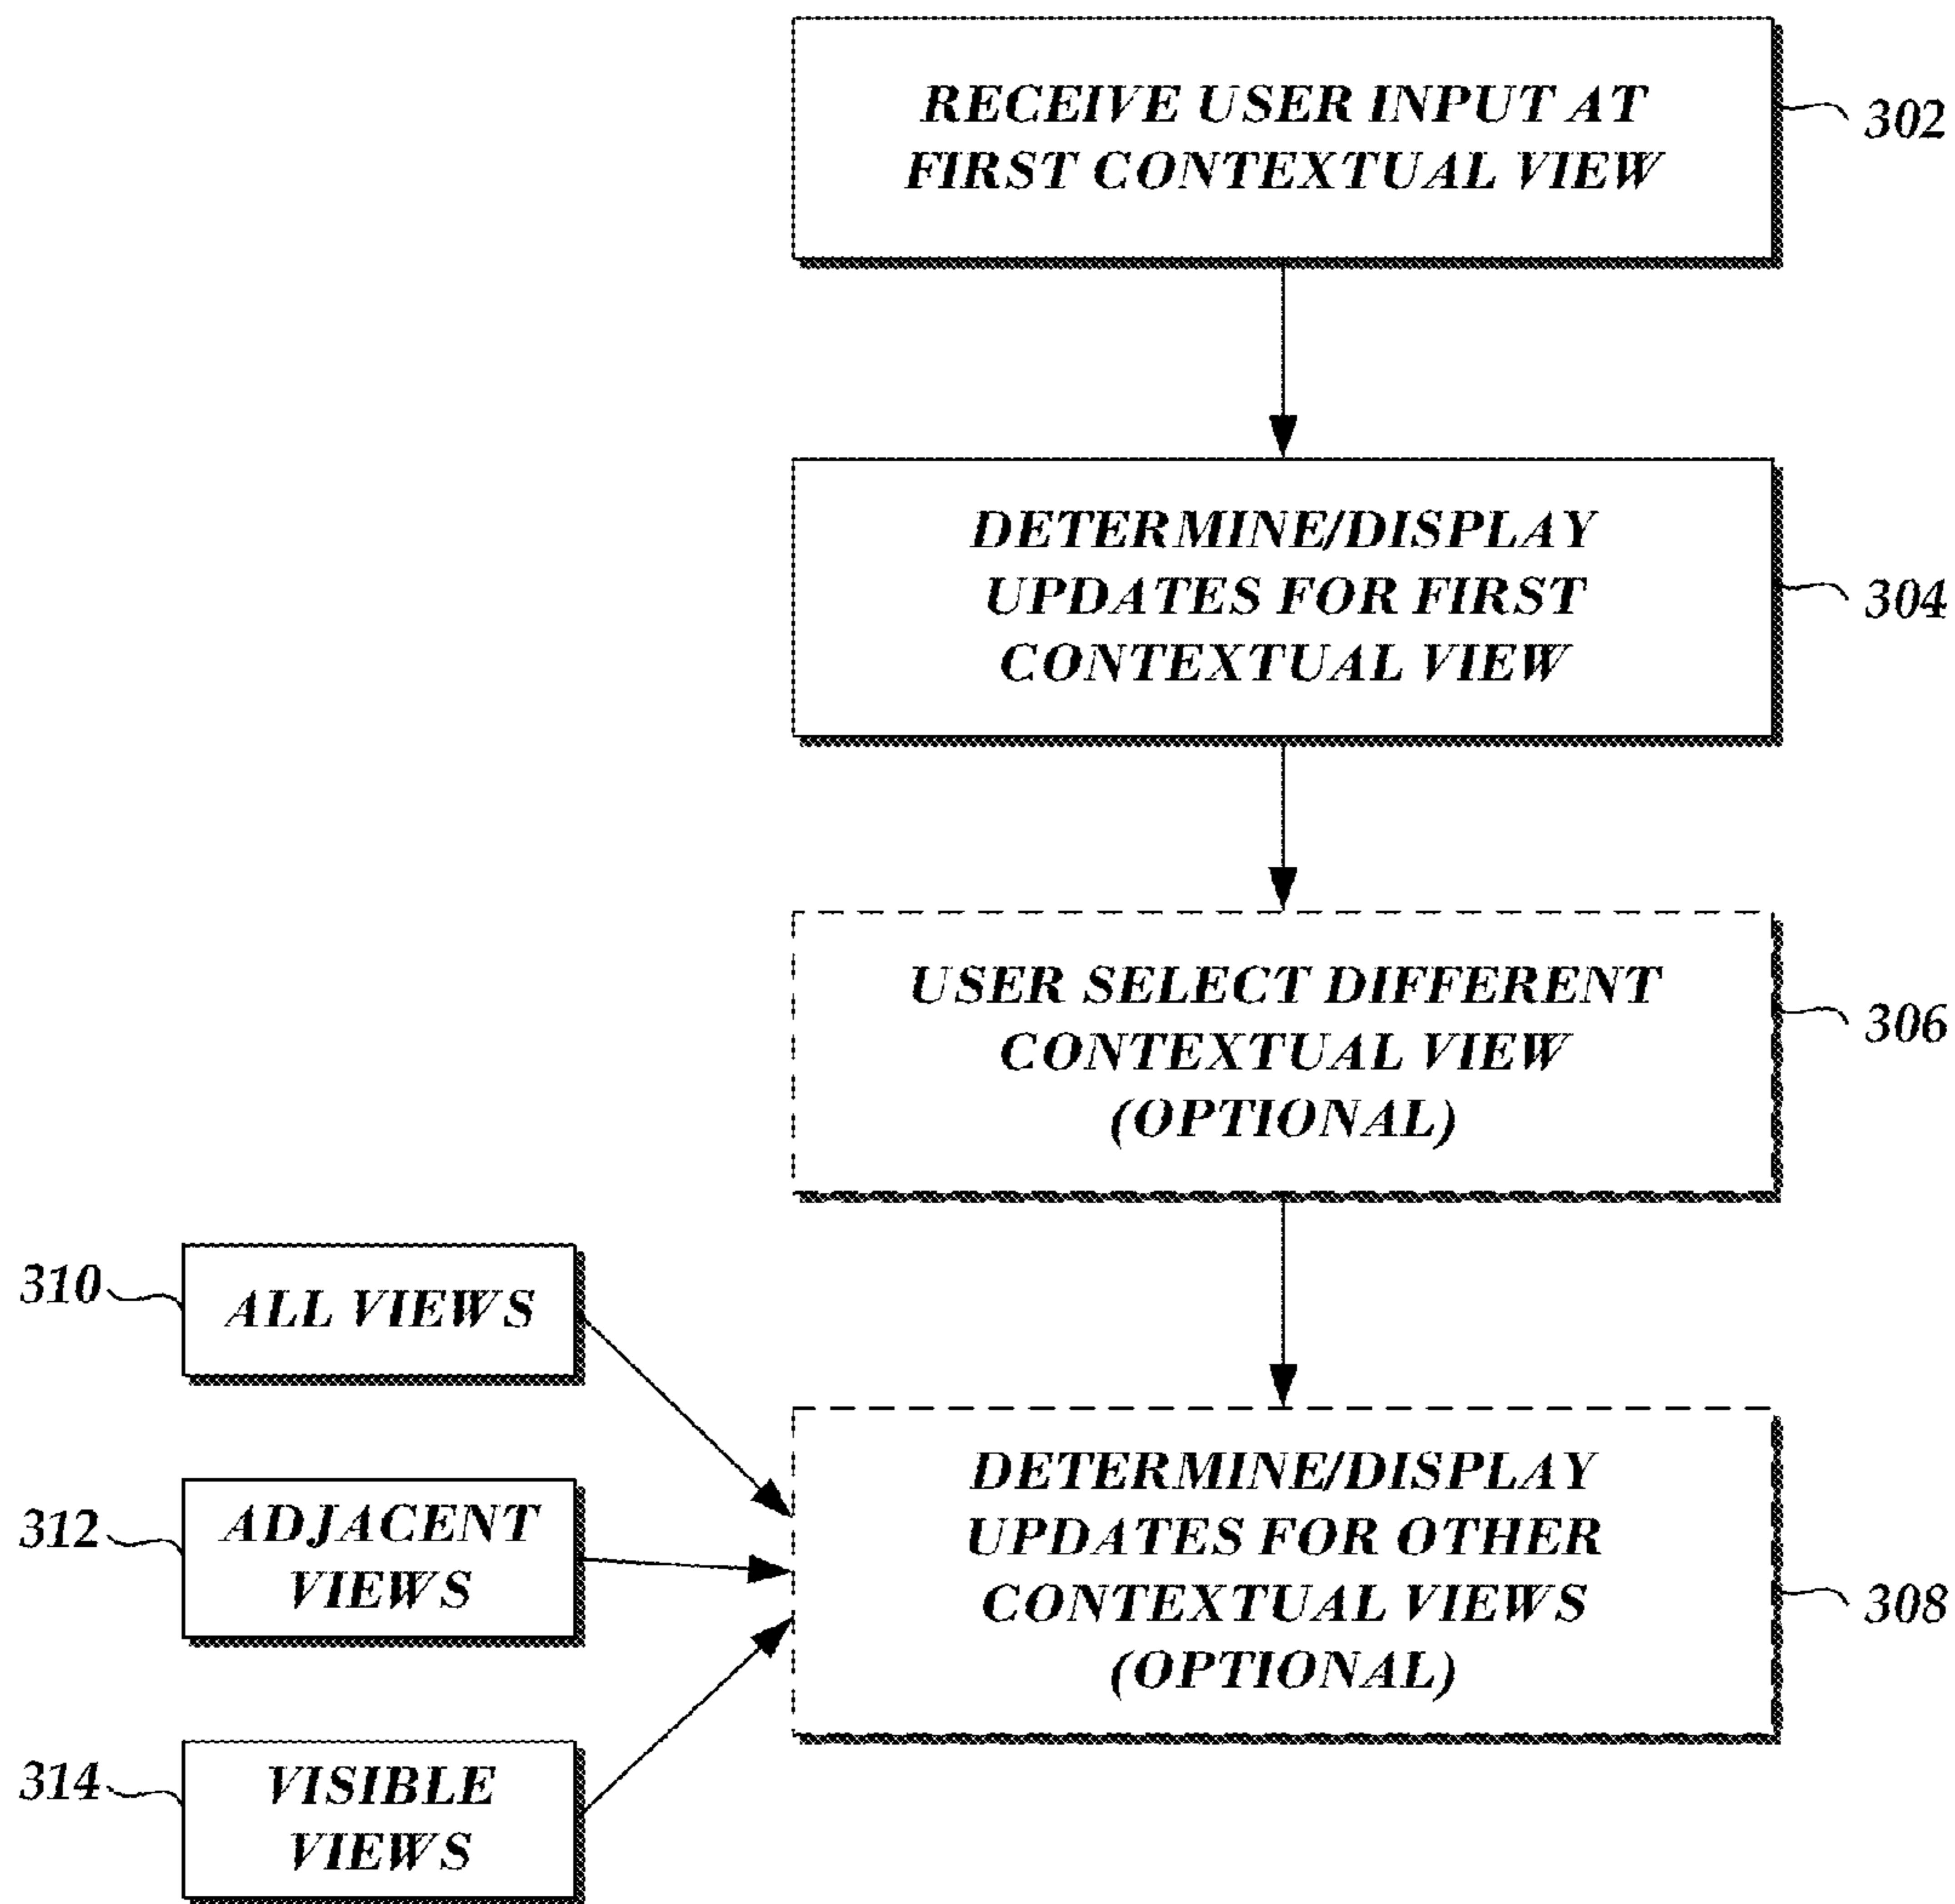 RECEIVE USER INPUT AT
FIRST CONTEXTUAL VIEW
302
DETERMINE/DISPLAY
UPDATES FOR FIRST
CONTEXTUAL VIEW
304
USER SELECT DIFFERENT
CONTEXTUAL VIEW
(OPTIONAL)
306
310
ALL VIEWS
312
ADJACENT
VIEWS
314
VISIBLE
VIEWS
DETERMINE/DISPLAY
UPDATES FOR OTHER
CONTEXTUAL VIEWS
(OPTIONAL)
308